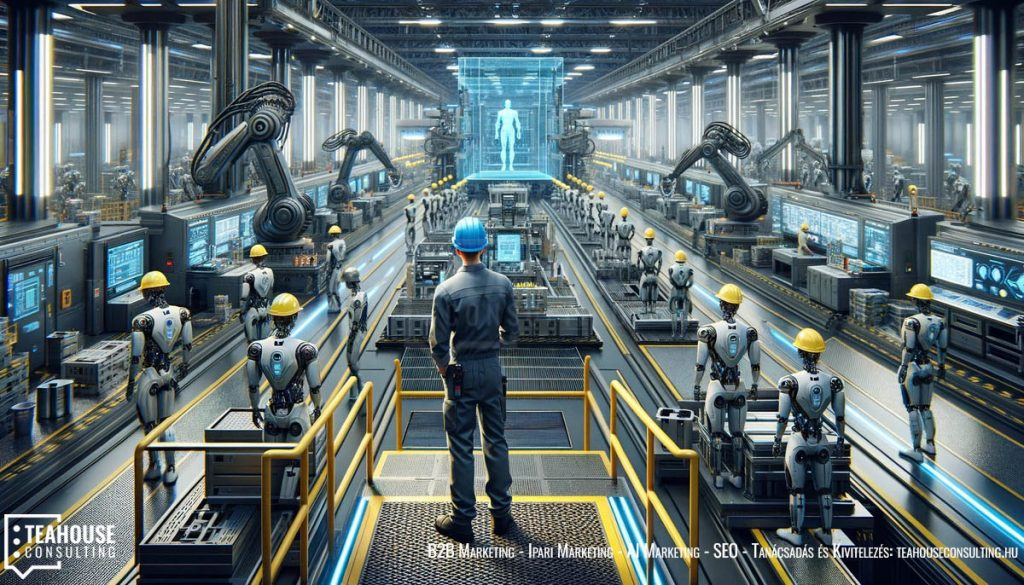 TEAHOUSE
CONSULTING
B2B Marketing - Ipari Marketing - AI Marketing - SEO - Tanácsadás és Kivitelezés: teahouseconsulting.hu